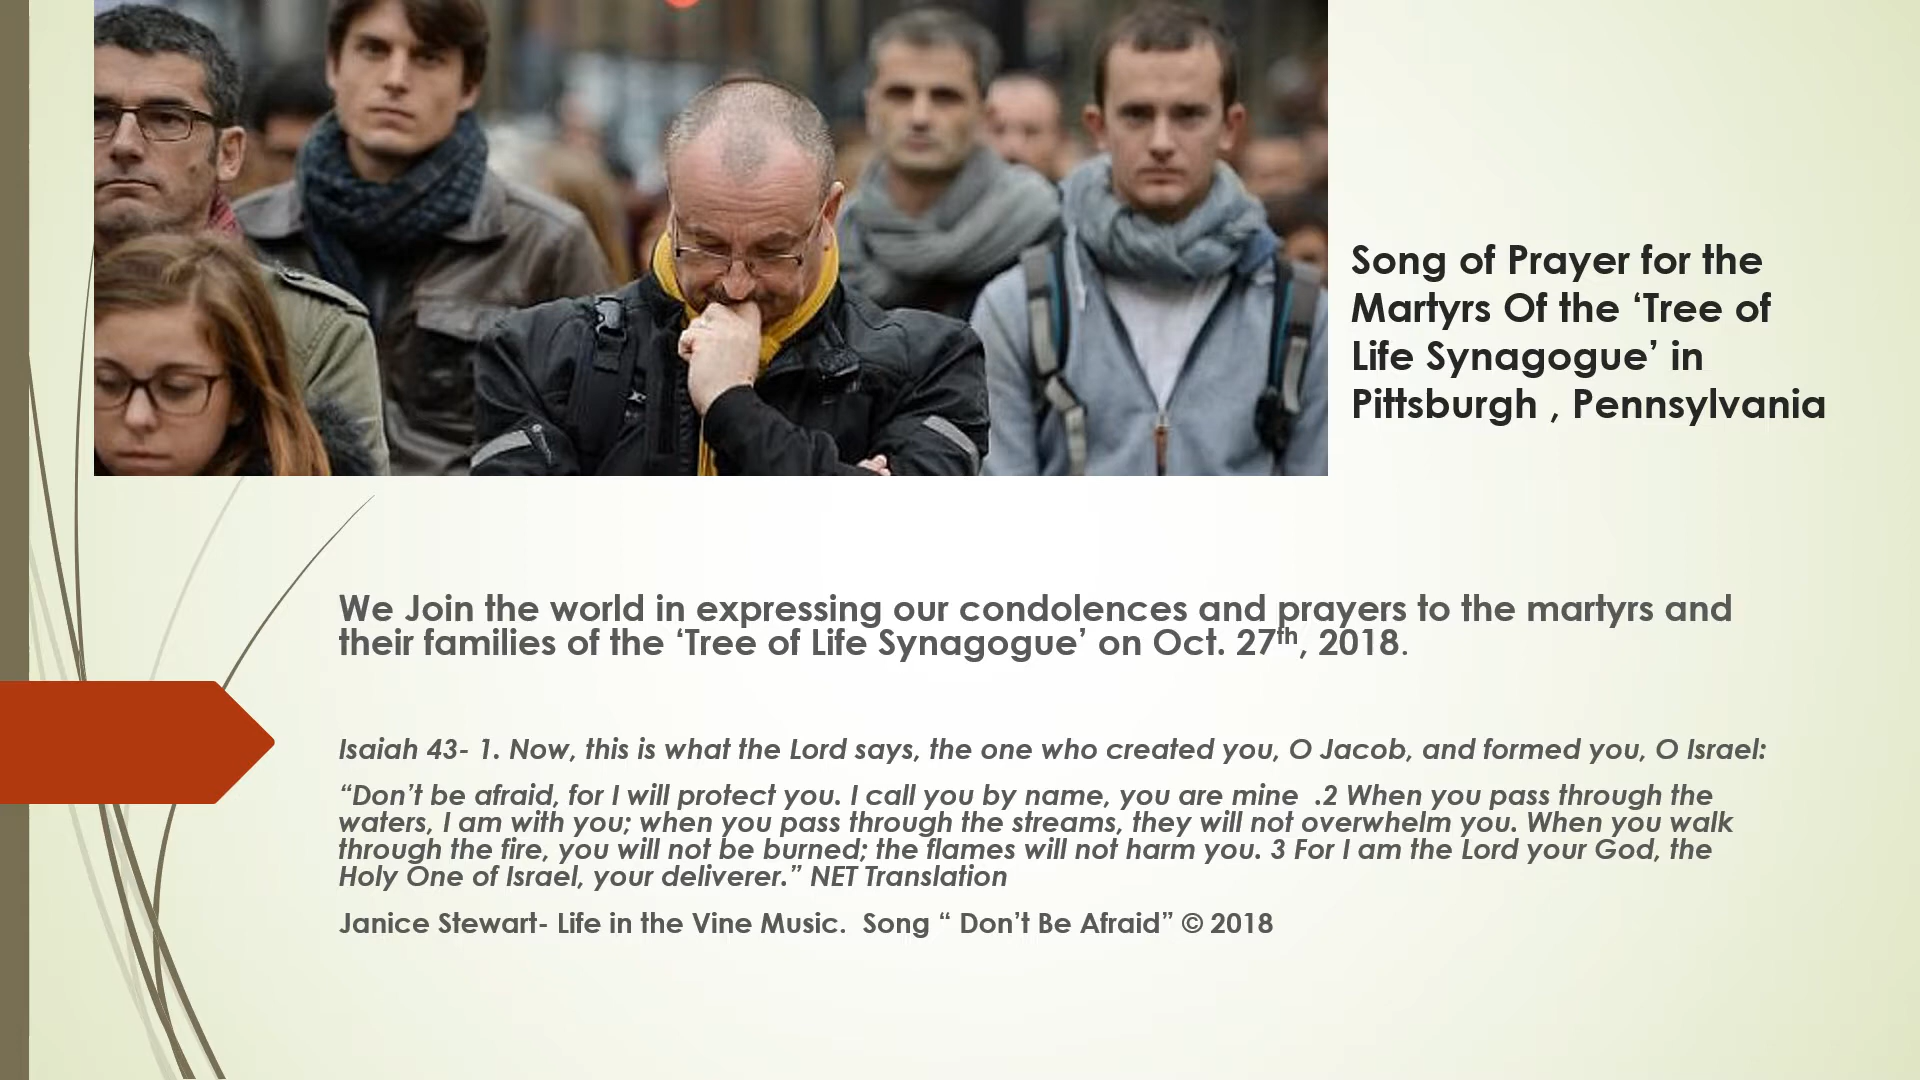 Song of Prayer for the
Martyrs Of the ‘Tree of
Life Synagogue’ in
Pittsburgh , Pennsylvania
We Join the world in expressing our condolences and prayers to the martyrs and
their families of the ‘Tree of Life Synagogue’ on Oct. 27th, 2018.
Isaiah 43- 1. Now, this is what the Lord says, the one who created you, O Jacob, and formed you, O Israel:
“Don’t be afraid, for I will protect you. I call you by name, you are mine  .2 When you pass through the
waters, I am with you; when you pass through the streams, they will not overwhelm you. When you walk
through the fire, you will not be burned; the flames will not harm you. 3 For I am the Lord your God, the
Holy One of Israel, your deliverer.” NET Translation
Janice Stewart- Life in the Vine Music.  Song “ Don’t Be Afraid” © 2018